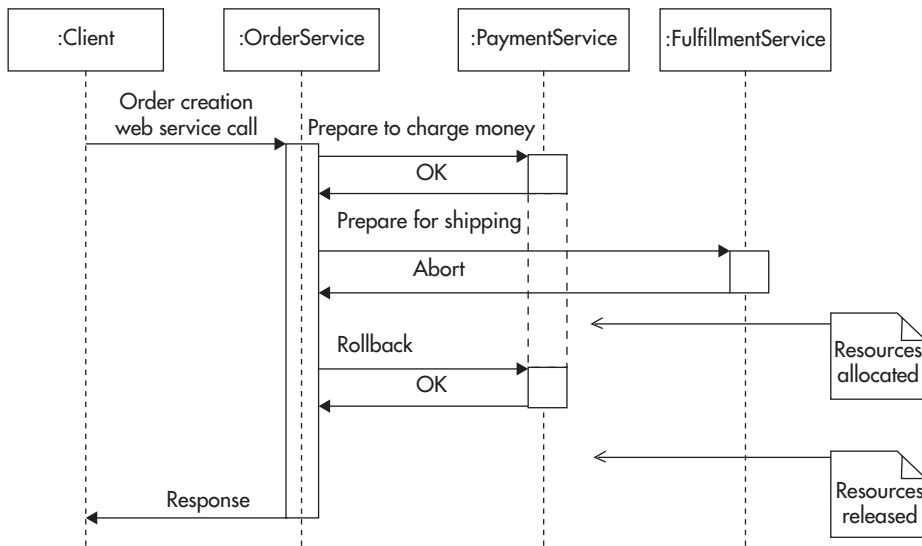 :Client
:OrderService
:PaymentService
:FulfillmentService
Order creation
web service call
Prepare to charge money
OK
Prepare for shipping
Abort
Resources
allocated
Rollback
OK
Resources
released
Response